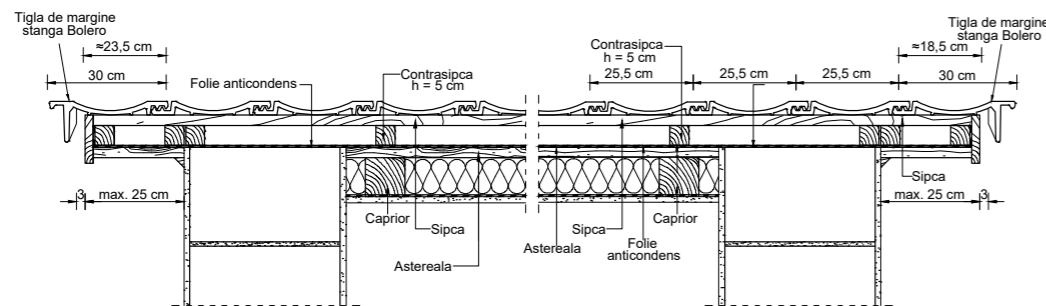 Tigla de margine
stanga Bolero
≈23,5 cm
30 cm
Folie anticondens
Contrasipca
h = 5 cm
Contrasipca
h = 5 cm
25,5 cm
25,5 cm
25,5 cm
Tigla de margine
stanga Bolero
≈18,5 cm
30 cm
3
max. 25 cm
Caprior
Sipca
Astereala
Sipca
Astereala
Folie
anticondens
Caprior
Sipca
max. 25 cm
3